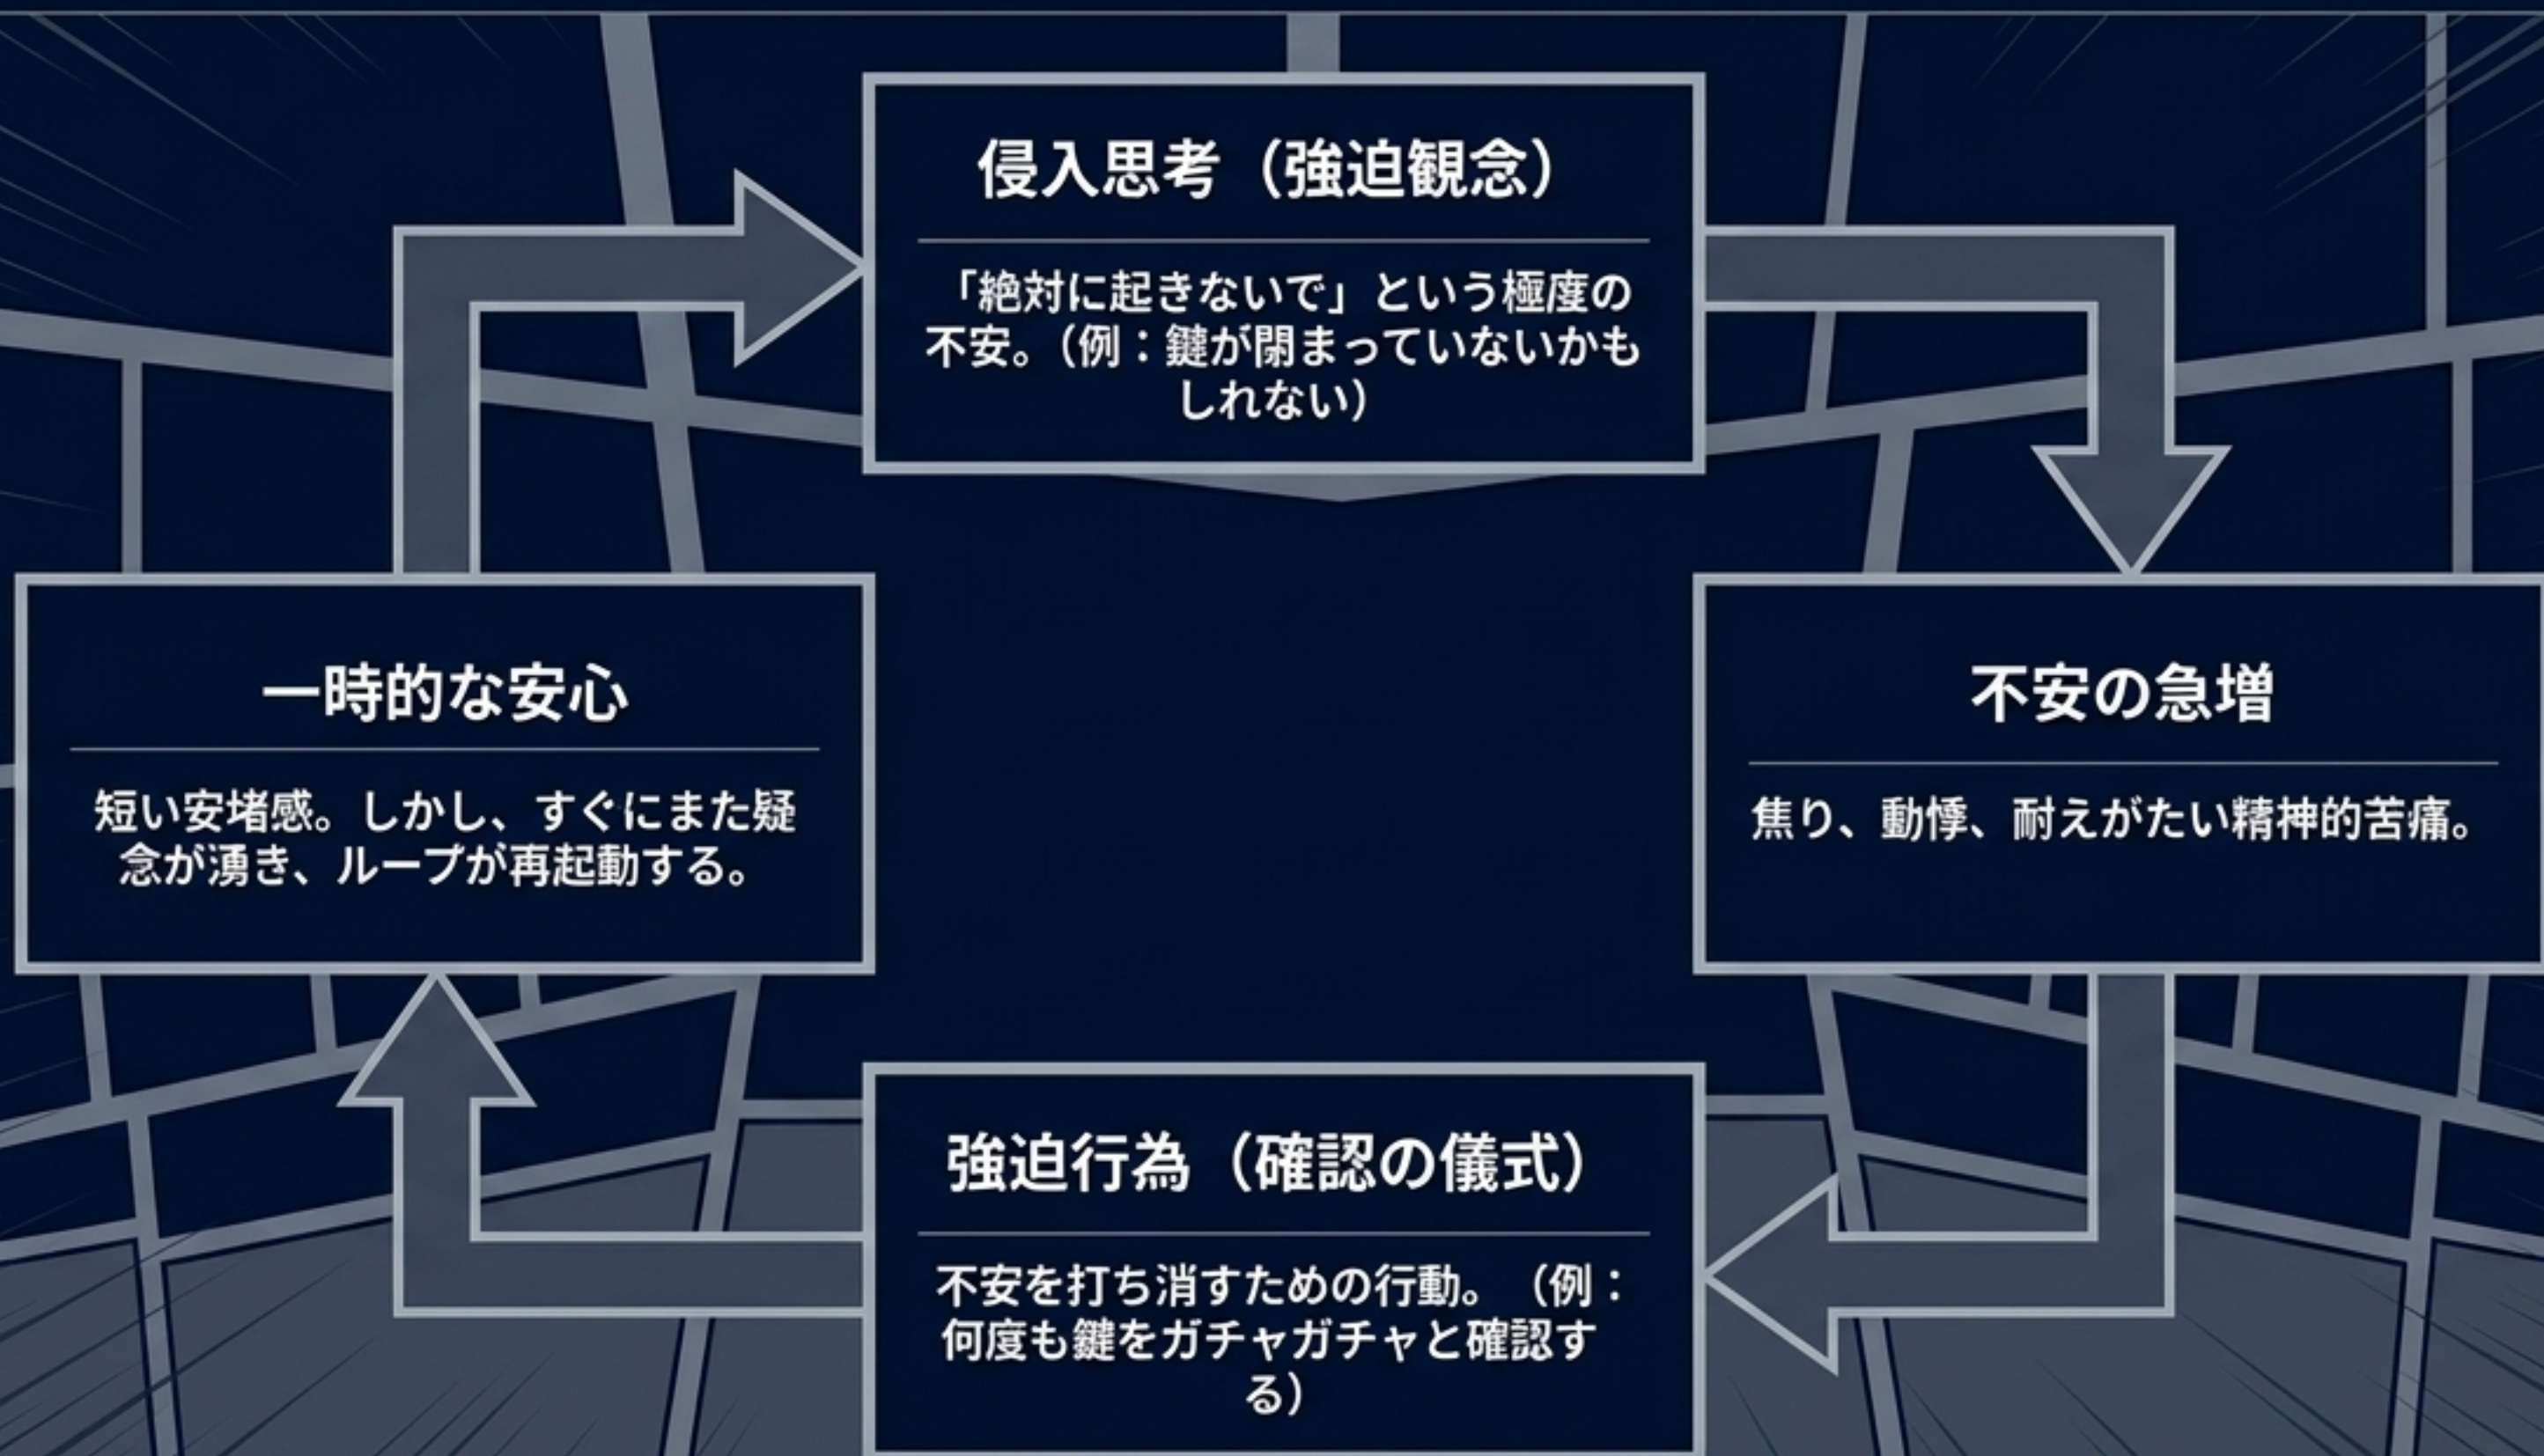 侵入思考（強迫観念）
「絶対に起きないで」という極度の
不安。（例：鍵が閉まっていないかも
しれない）
一時的な安心
短い安堵感。しかし、すぐにまた疑
念が湧き、ループが再起動する。
不安の急増
焦り、動悸、耐えがたい精神的苦痛。
強迫行為（確認の儀式）
不安を打ち消すための行動。（例：
何度も鍵をガチャガチャと確認す
る）